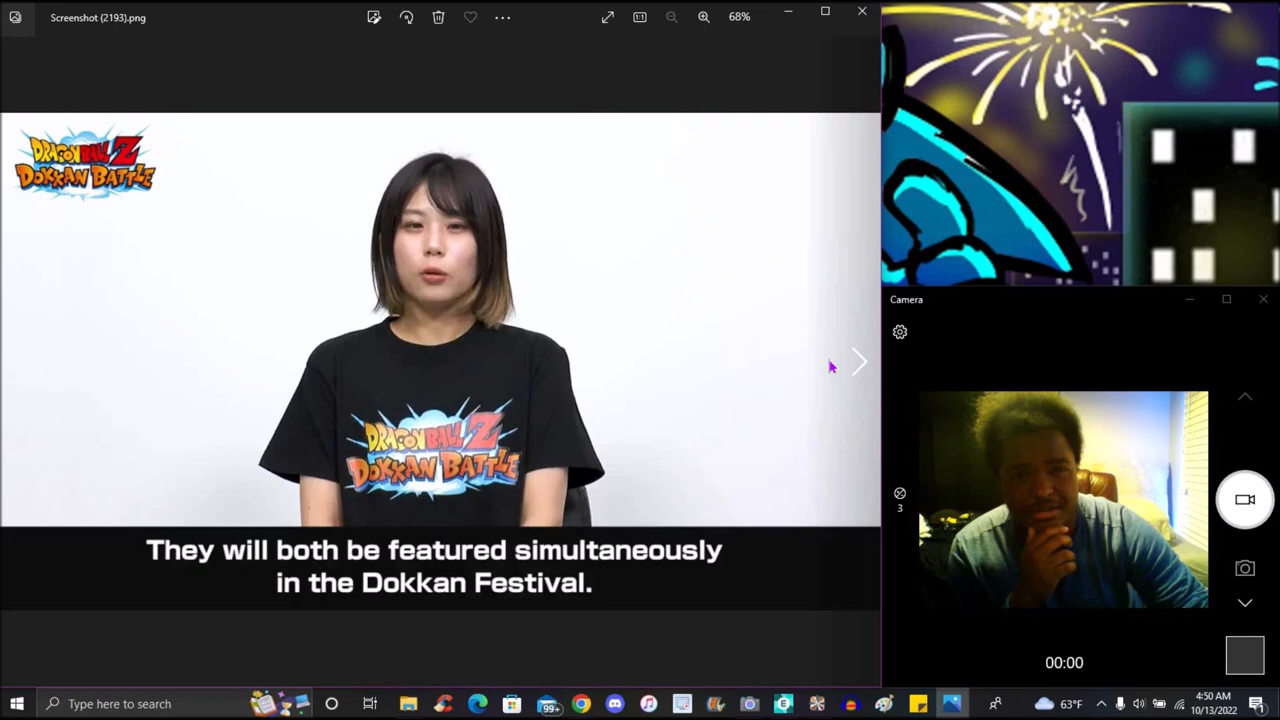 Screenshot (2193).png
68%
DRAGON BALL Z
DOKKAN BATTLE
DRAGON BALL Z
DOKKAN BATTLE
They will both be featured simultaneously
in the Dokkan Festival.
Camera
3
00:00
Type here to search
99+
63°F
4:50 AM
10/13/2022